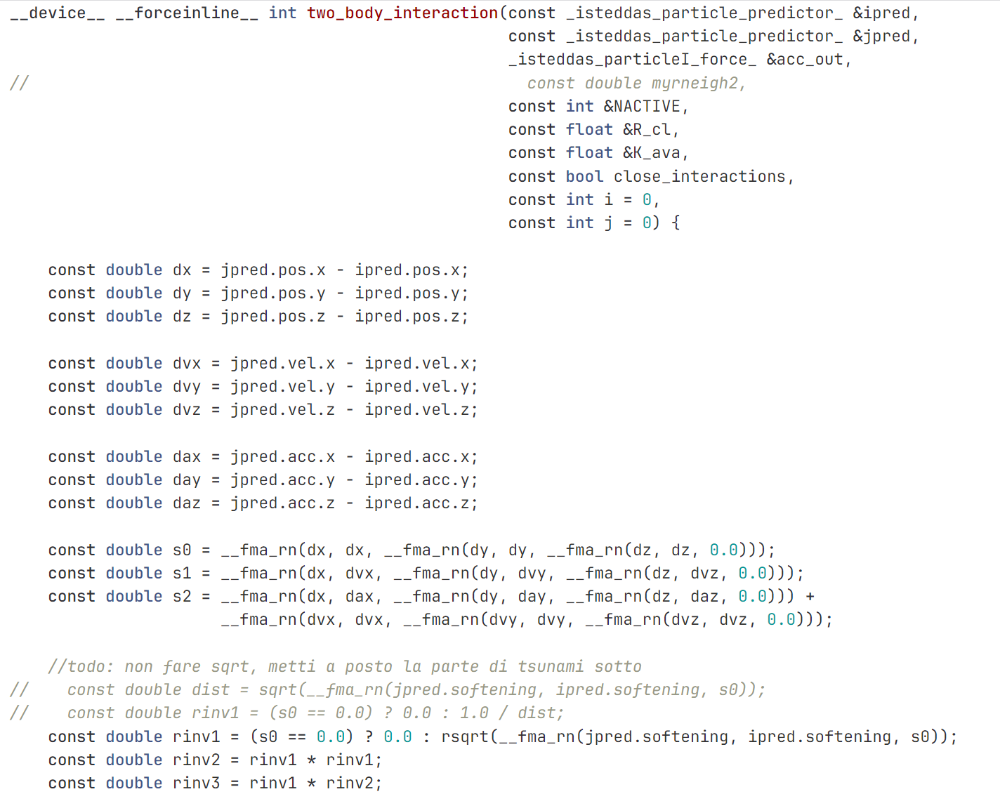 __device__ __forceinline__ int two_body_interaction(const _isteddas_particle_predictor_ &ipred,
const _isteddas_particle_predictor_ &jpred,
_isteddas_particleI_force_ &acc_out,
// const double myrneigh2,
const int &NACTIVE,
const float &R_cl,
const float &K_ava,
const bool close_interactions,
const int i = 0,
const int j = 0) {
const double dx = jpred.pos.x - ipred.pos.x;
const double dy = jpred.pos.y - ipred.pos.y;
const double dz = jpred.pos.z - ipred.pos.z;
const double dvx = jpred.vel.x - ipred.vel.x;
const double dvy = jpred.vel.y - ipred.vel.y;
const double dvz = jpred.vel.z - ipred.vel.z;
const double dax = jpred.acc.x - ipred.acc.x;
const double day = jpred.acc.y - ipred.acc.y;
const double daz = jpred.acc.z - ipred.acc.z;
const double s0 = __fma_rn(dx, dx, __fma_rn(dy, dy, __fma_rn(dz, dz, 0.0)));
const double s1 = __fma_rn(dx, dvx, __fma_rn(dy, dvy, __fma_rn(dz, dvz, 0.0)));
const double s2 = __fma_rn(dx, dax, __fma_rn(dy, day, __fma_rn(dz, daz, 0.0))) +
__fma_rn(dvx, dvx, __fma_rn(dvy, dvy, __fma_rn(dvz, dvz, 0.0)));
//todo: non fare sqrt, metti a posto la parte di tsunami sotto
// const double dist = sqrt(__fma_rn(jpred.softening, ipred.softening, s0));
// const double rinv1 = (s0 == 0.0) ? 0.0 : 1.0 / dist;
const double rinv1 = (s0 == 0.0) ? 0.0 : rsqrt(__fma_rn(jpred.softening, ipred.softening, s0));
const double rinv2 = rinv1 * rinv1;
const double rinv3 = rinv1 * rinv2;